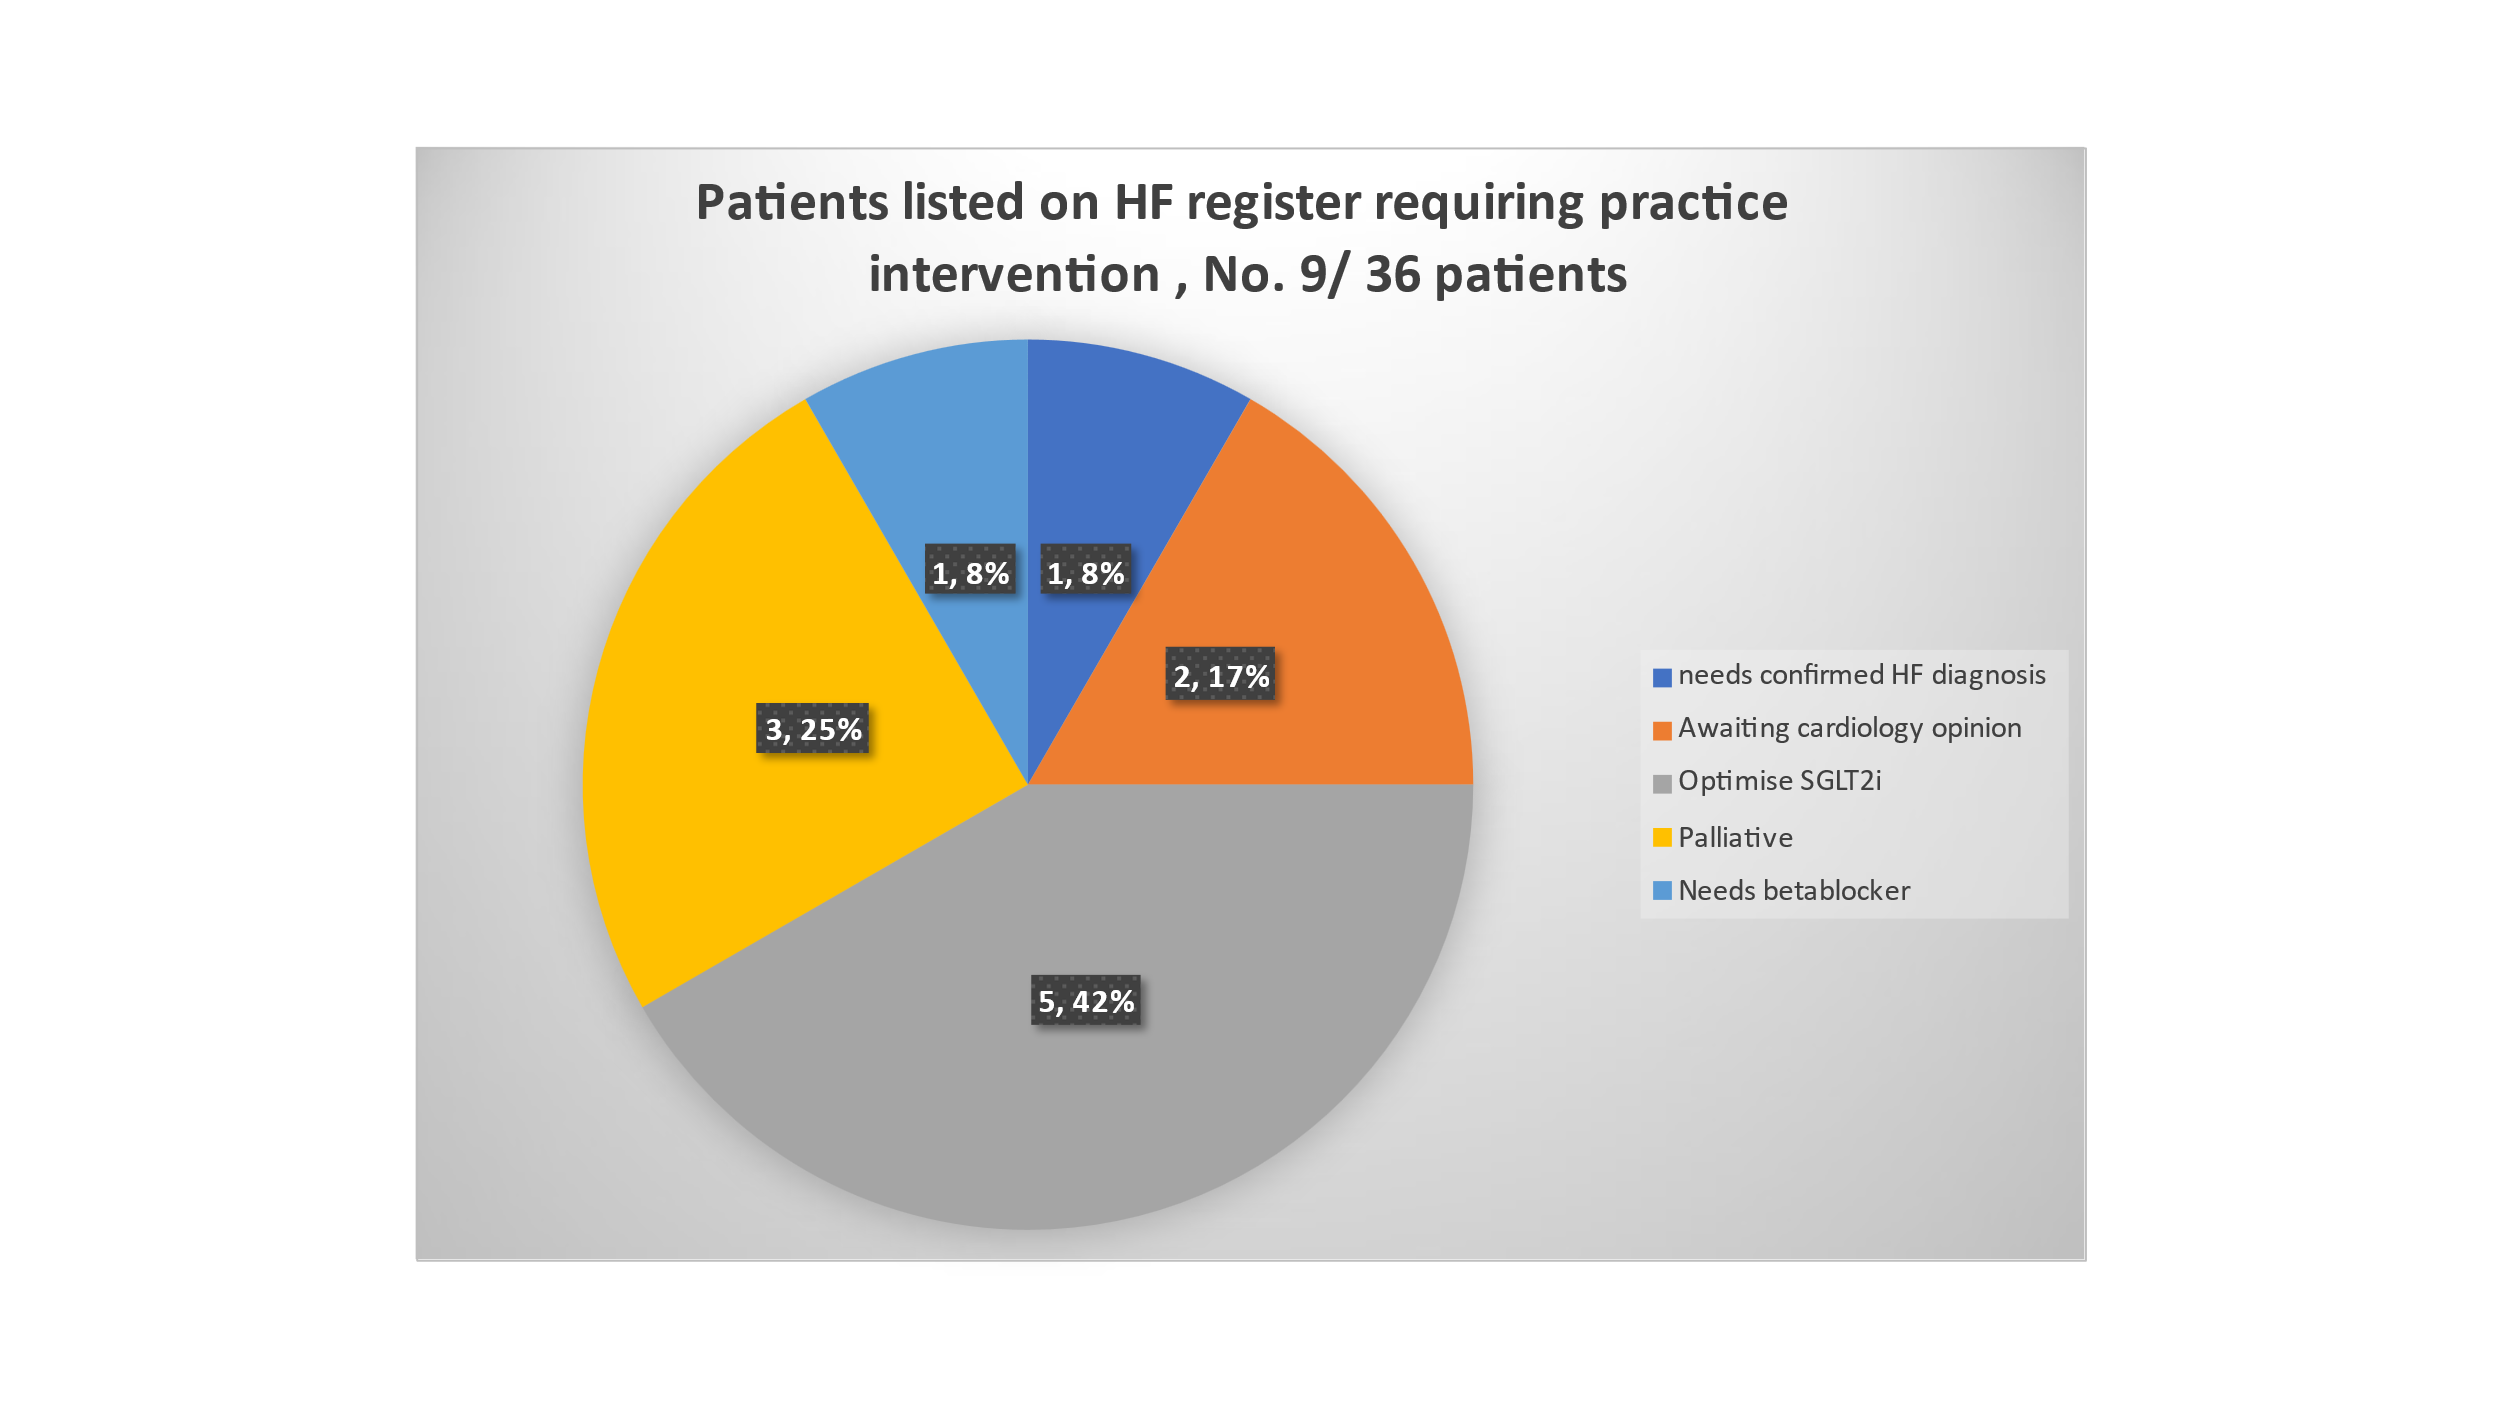 Patients listed on HF register requiring practice
intervention , No. 9/ 36 patients
1, 8%
1, 8%
2, 17%
3, 25%
5, 42%
needs confirmed HF diagnosis
Awaiting cardiology opinion
Optimise SGLT2i
Palliative
Needs betablocker